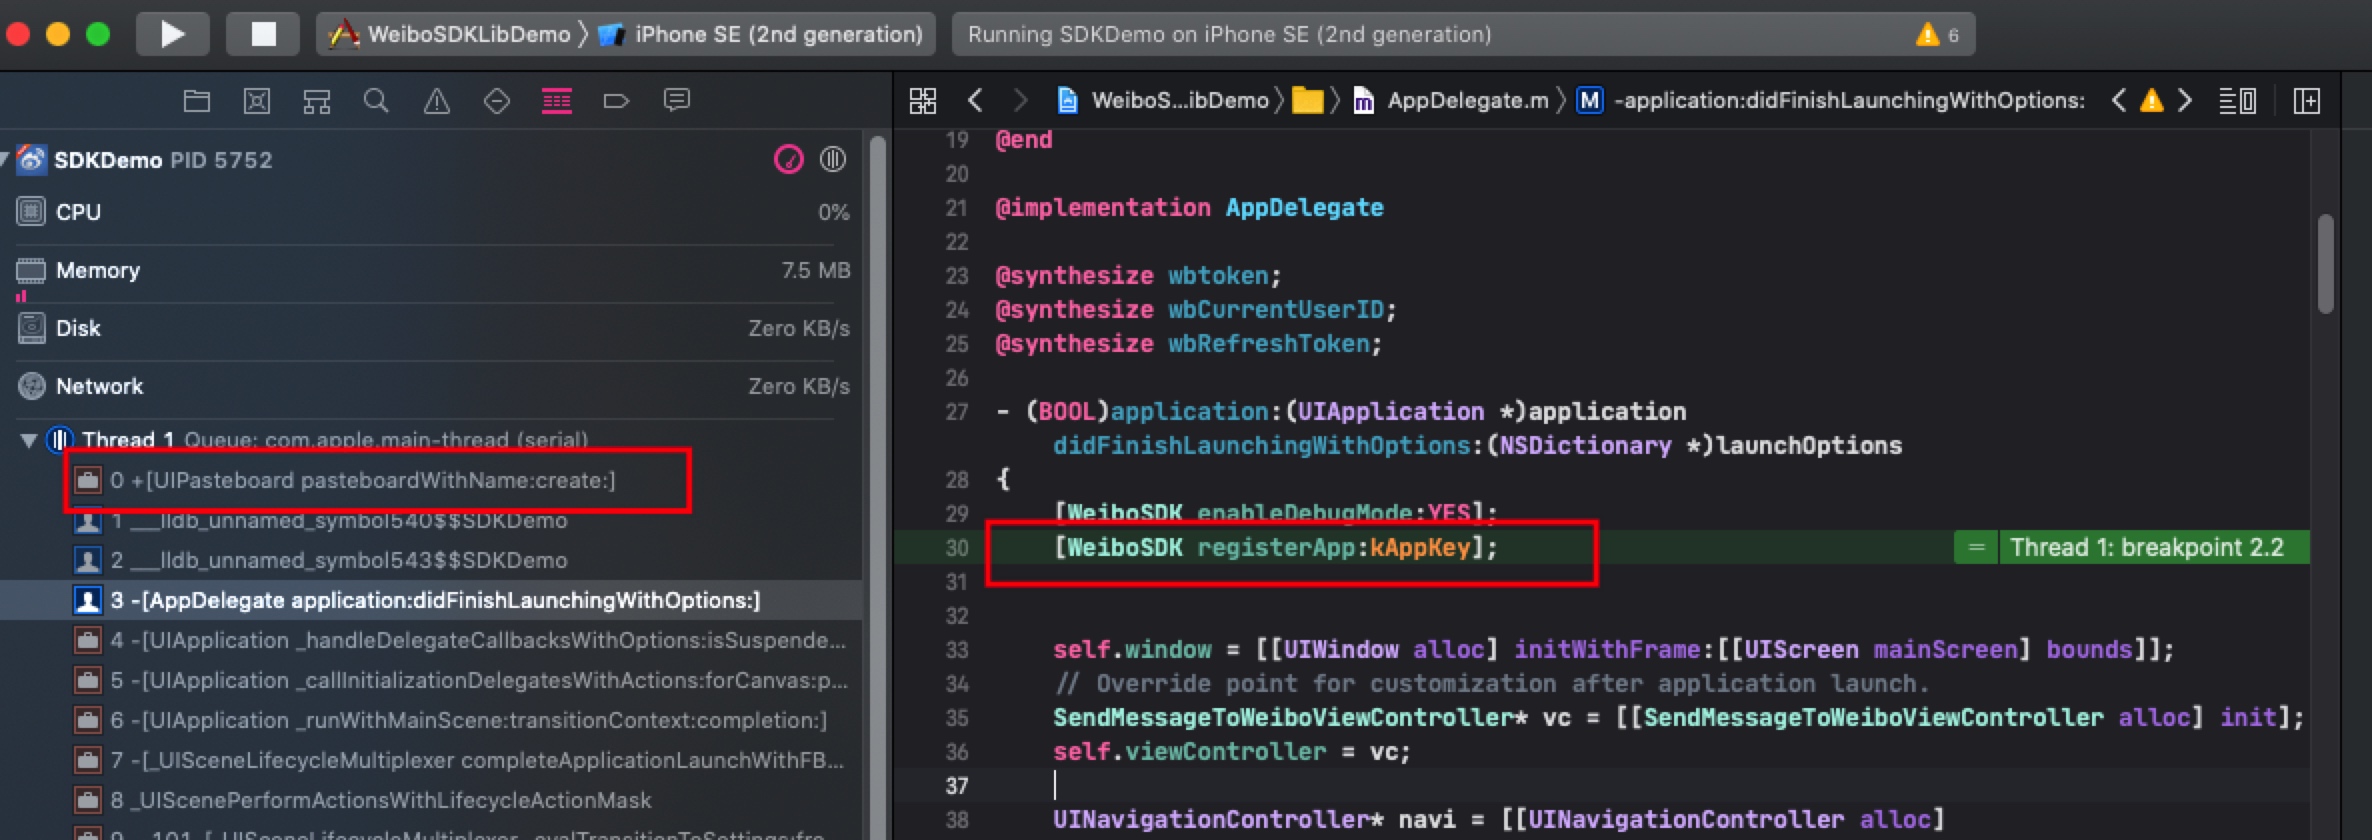 WeiboSDKLibDemo 〉 iPhone SE (2nd generation)
Running SDKDemo on iPhone SE (2nd generation)
6
WeiboS...ibDemo 〉 〉 AppDelegate.m 〉 M -application:didFinishLaunchingWithOptions:
SDKDemo PID 5752
CPU 0%
Memory 7.5 MB
Disk Zero KB/s
Network Zero KB/s
Thread 1 Queue: com.apple.main-thread (serial)
0 +[UIPasteboard pasteboardWithName:create:]
1 ___lldb_unnamed_symbol540$$SDKDemo
2 ___lldb_unnamed_symbol543$$SDKDemo
3 -[AppDelegate application:didFinishLaunchingWithOptions:]
4 -[UIApplication _handleDelegateCallbacksWithOptions:isSuspende...
5 -[UIApplication _callInitializationDelegatesWithActions:forCanvas:p...
6 -[UIApplication _runWithMainScene:transitionContext:completion:]
7 -[_UISceneLifecycleMultiplexer completeApplicationLaunchWithFB...
8 _UIScenePerformActionsWithLifecycleActionMask
19 @end
20
21 @implementation AppDelegate
22
23 @synthesize wbtoken;
24 @synthesize wbCurrentUserID;
25 @synthesize wbRefreshToken;
26
27 - (BOOL)application:(UIApplication *)application
didFinishLaunchingWithOptions:(NSDictionary *)launchOptions
28 {
29 [WeiboSDK enableDebugMode:YES];
30 [WeiboSDK registerApp:kAppKey];
= Thread 1: breakpoint 2.2
31
32
33 self.window = [[UIWindow alloc] initWithFrame:[[UIScreen mainScreen] bounds]];
34 // Override point for customization after application launch.
35 SendMessageToWeiboViewController* vc = [[SendMessageToWeiboViewController alloc] init];
36 self.viewController = vc;
37
38 UINavigationController* navi = [[UINavigationController alloc]